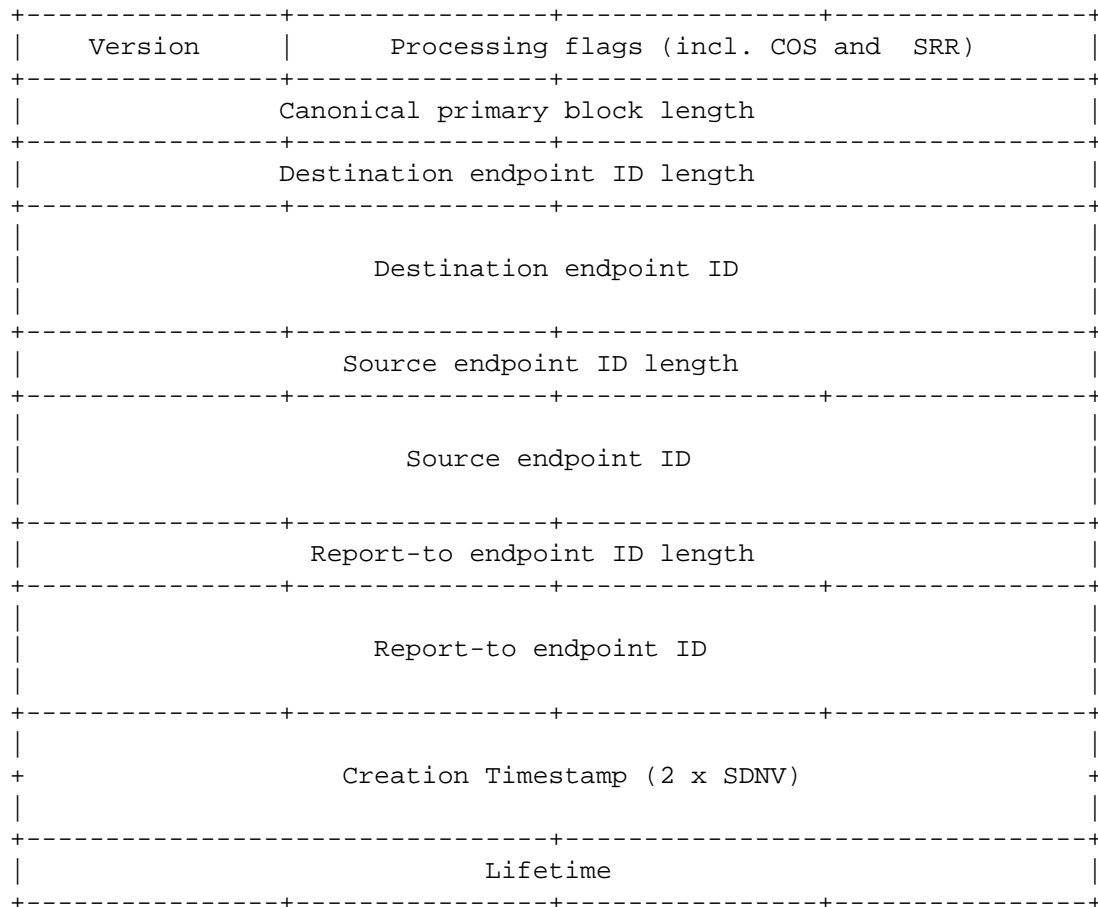 Version Processing flags (incl. COS and SRR)
Canonical primary block length
Destination endpoint ID length
Destination endpoint ID
Source endpoint ID length
Source endpoint ID
Report-to endpoint ID length
Report-to endpoint ID
Creation Timestamp (2 x SDNV)
Lifetime